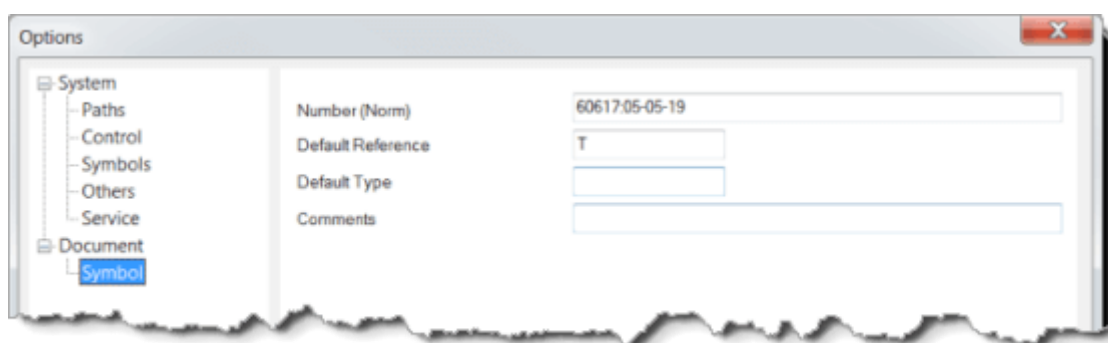 Options
System
Paths
Control
Symbols
Others
Service
Document
Symbol
Number (Norm) 60617:05-05-19
Default Reference T
Default Type
Comments